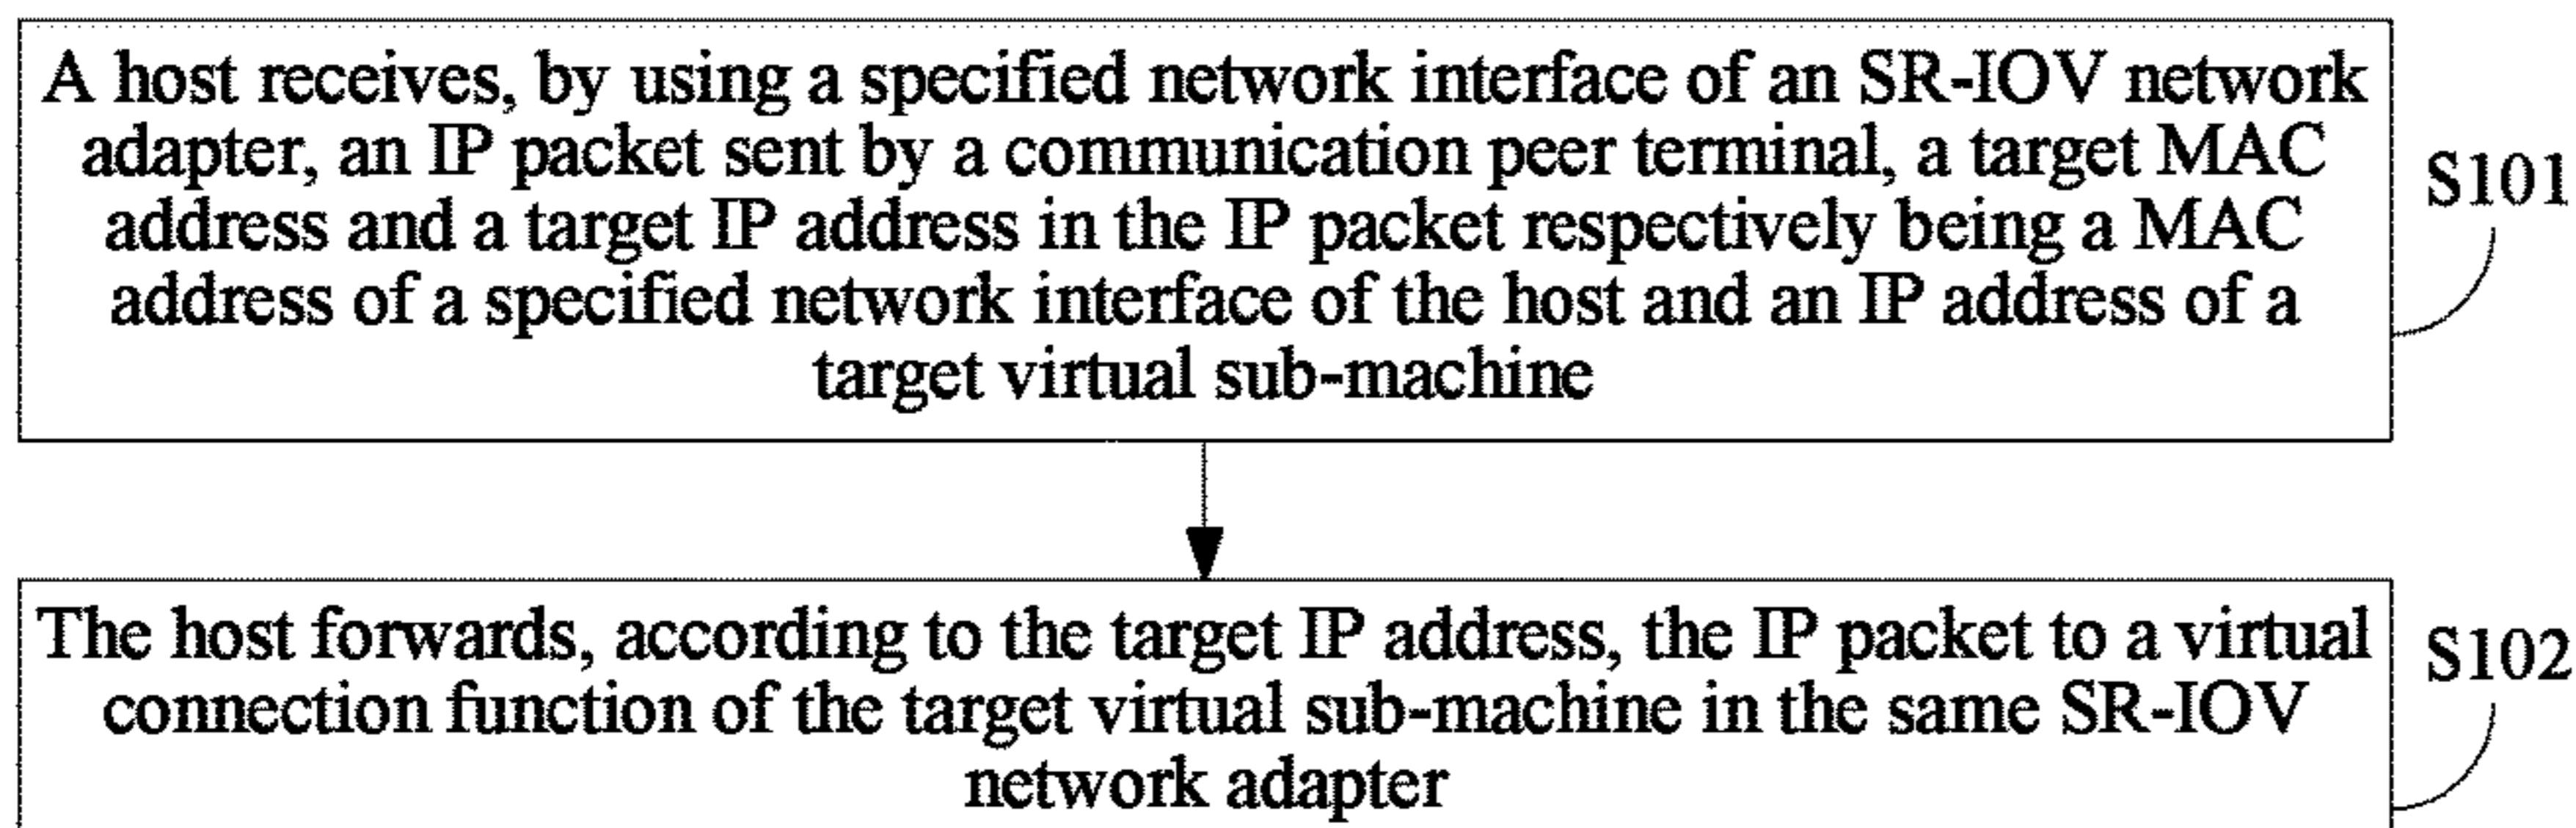 A host receives, by using a specified network interface of an SR-IOV network
adapter, an IP packet sent by a communication peer terminal, a target MAC
address and a target IP address in the IP packet respectively being a MAC
address of a specified network interface of the host and an IP address of a
target virtual sub-machine
S101
The host forwards, according to the target IP address, the IP packet to a virtual
connection function of the target virtual sub-machine in the same SR-IOV
network adapter
S102